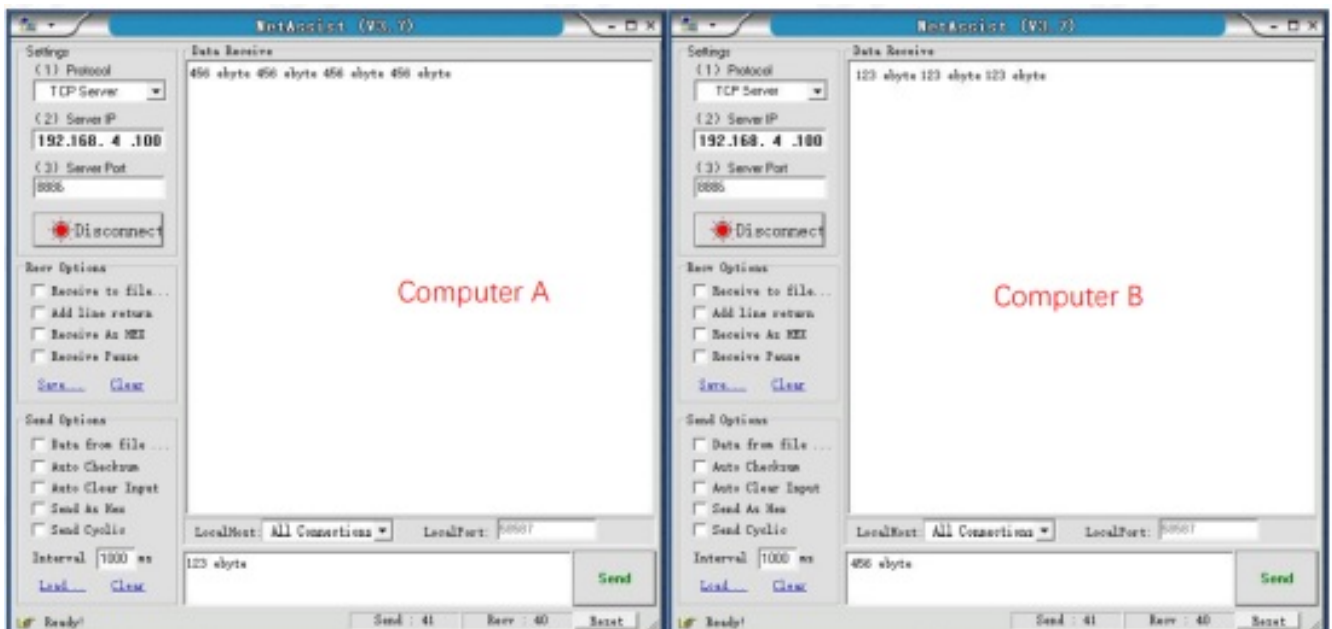 NetAssist (V3.7)
Settings
(1) Protocol
TCP Server
(2) Server IP
192.168. 4 .100
(3) Server Port
8886
Disconnect
Recv Options
Receive to file...
Add line return
Receive As HEX
Receive Pause
Save... Clear
Send Options
Data from file ...
Auto Checksum
Auto Clear Input
Send As Hex
Send Cyclic
Interval 1000 ms
Load... Clear
Data Receive
456 ebyte 456 ebyte 456 ebyte 456 ebyte
Computer A
LocalHost: All Connections LocalPort:
123 ebyte
Send
Ready! Send : 41 Recv : 40 Reset
NetAssist (V3.7)
Settings
(1) Protocol
TCP Server
(2) Server IP
192.168. 4 .100
(3) Server Port
8886
Disconnect
Recv Options
Receive to file...
Add line return
Receive As HEX
Receive Pause
Save... Clear
Send Options
Data from file ...
Auto Checksum
Auto Clear Input
Send As Hex
Send Cyclic
Interval 1000 ms
Load... Clear
Data Receive
123 ebyte 123 ebyte 123 ebyte
Computer B
LocalHost: All Connections LocalPort:
456 ebyte
Send
Ready! Send : 41 Recv : 40 Reset